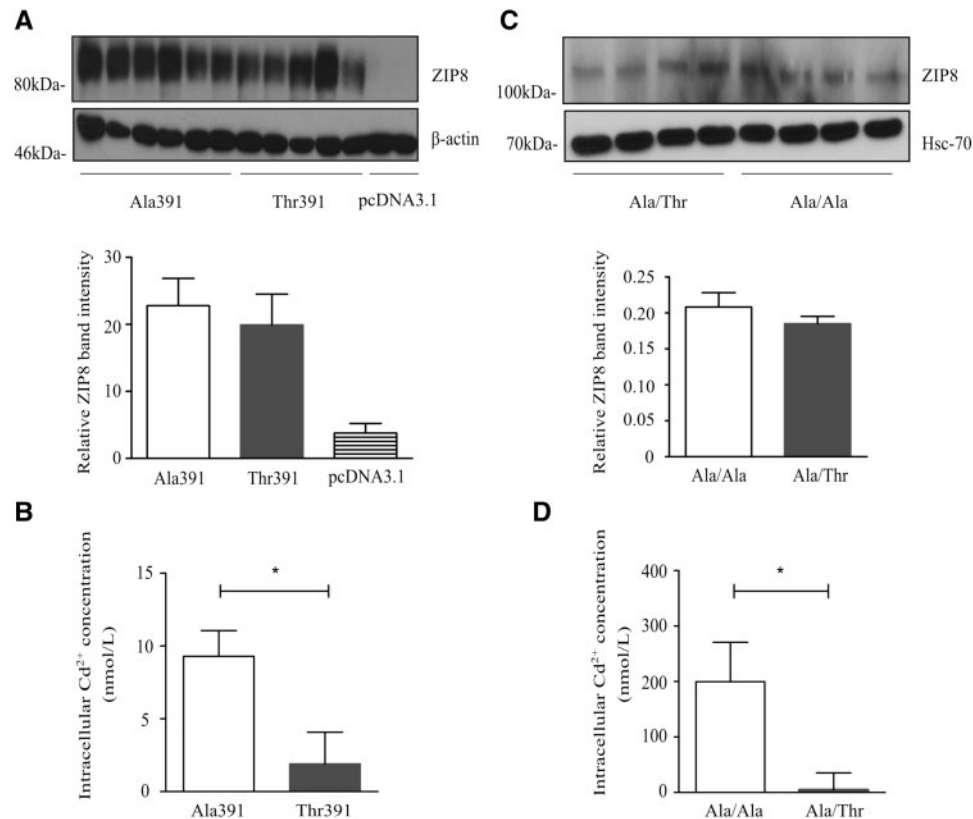 A
80kDa-
ZIP8
46kDa-
β-actin
Ala391 Thr391 pcDNA3.1
Relative ZIP8 band intensity
30
20
10
0
Ala391 Thr391 pcDNA3.1
B
Intracellular Cd²⁺ concentration
(nmol/L)
15
10
5
0
*
Ala391 Thr391
C
100kDa-
ZIP8
70kDa-
Hsc-70
Ala/Thr Ala/Ala
Relative ZIP8 band intensity
0.25
0.20
0.15
0.10
0.05
0
Ala/Ala Ala/Thr
D
Intracellular Cd²⁺ concentration
(nmol/L)
400
300
200
100
0
*
Ala/Ala Ala/Thr